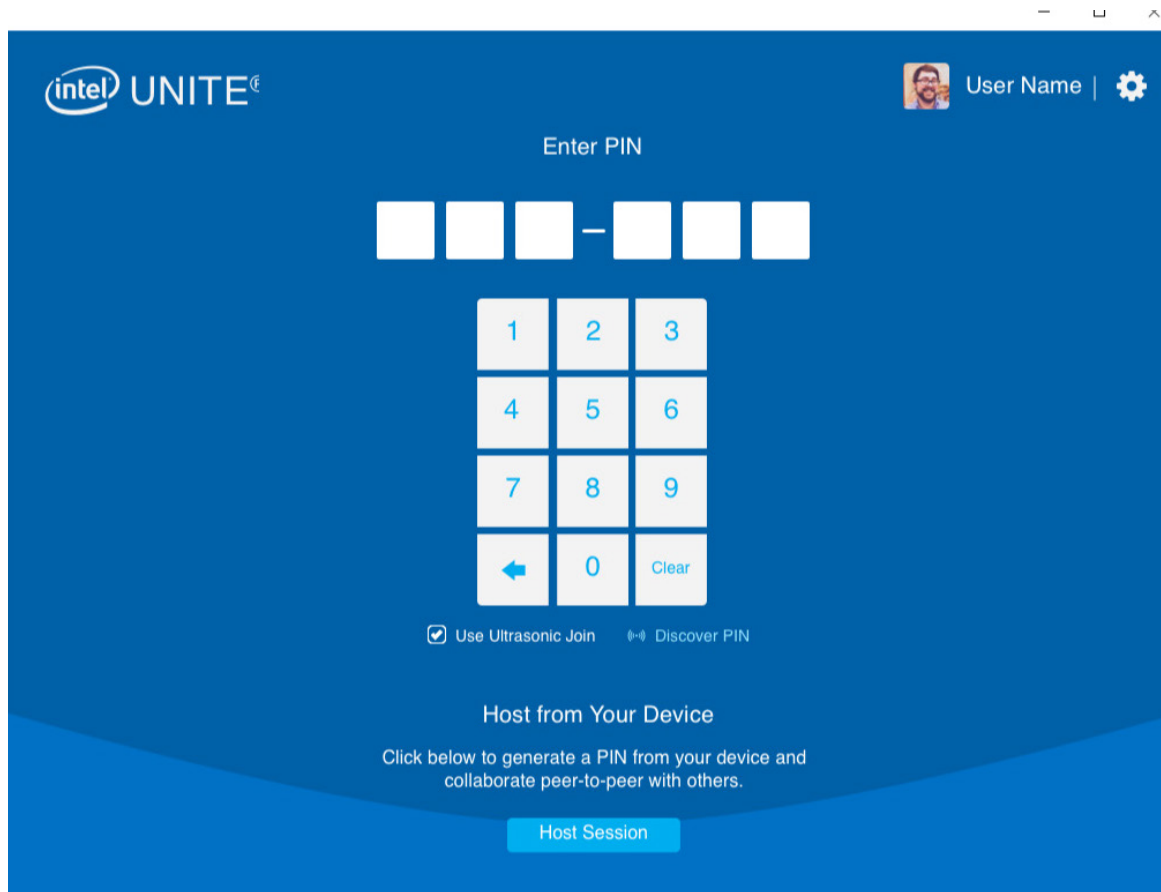 intel UNITE®
User Name |
Enter PIN
1 2 3
4 5 6
7 8 9
0 Clear
Use Ultrasonic Join Discover PIN
Host from Your Device
Click below to generate a PIN from your device and
collaborate peer-to-peer with others.
Host Session